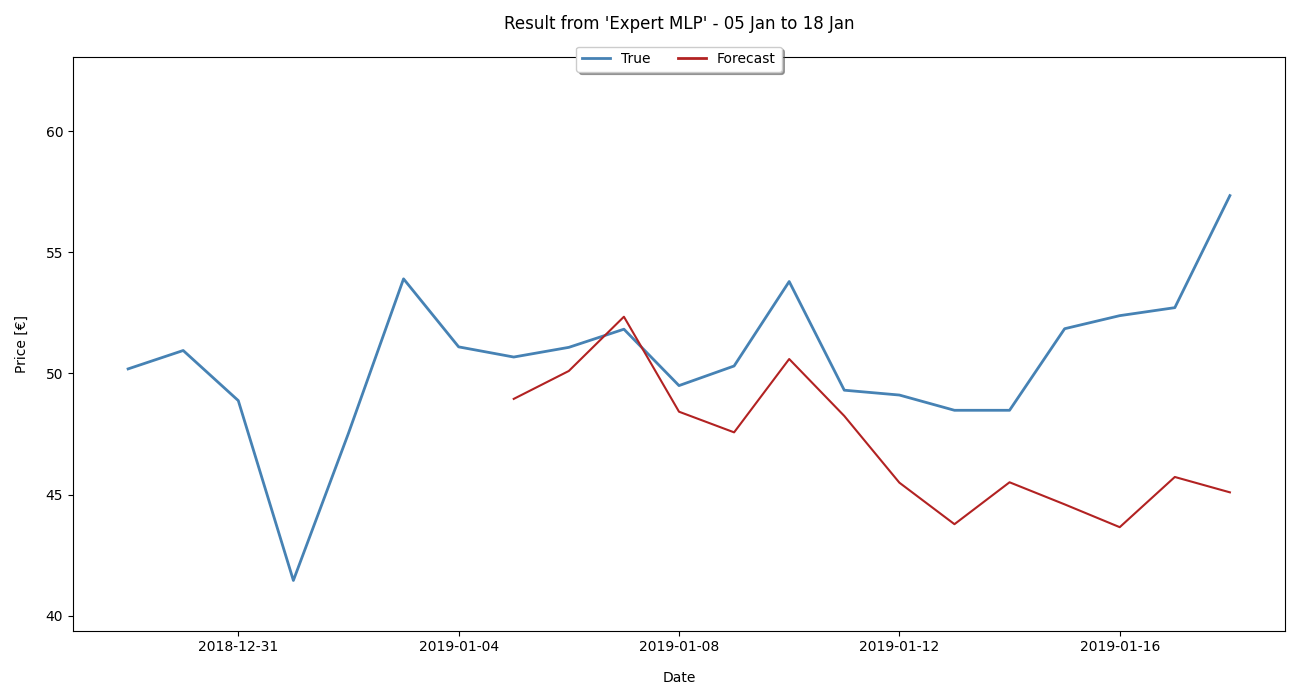 Result from 'Expert MLP' - 05 Jan to 18 Jan
True Forecast
Price [€]
60
55
50
45
40
2018-12-31 2019-01-04 2019-01-08 2019-01-12 2019-01-16
Date